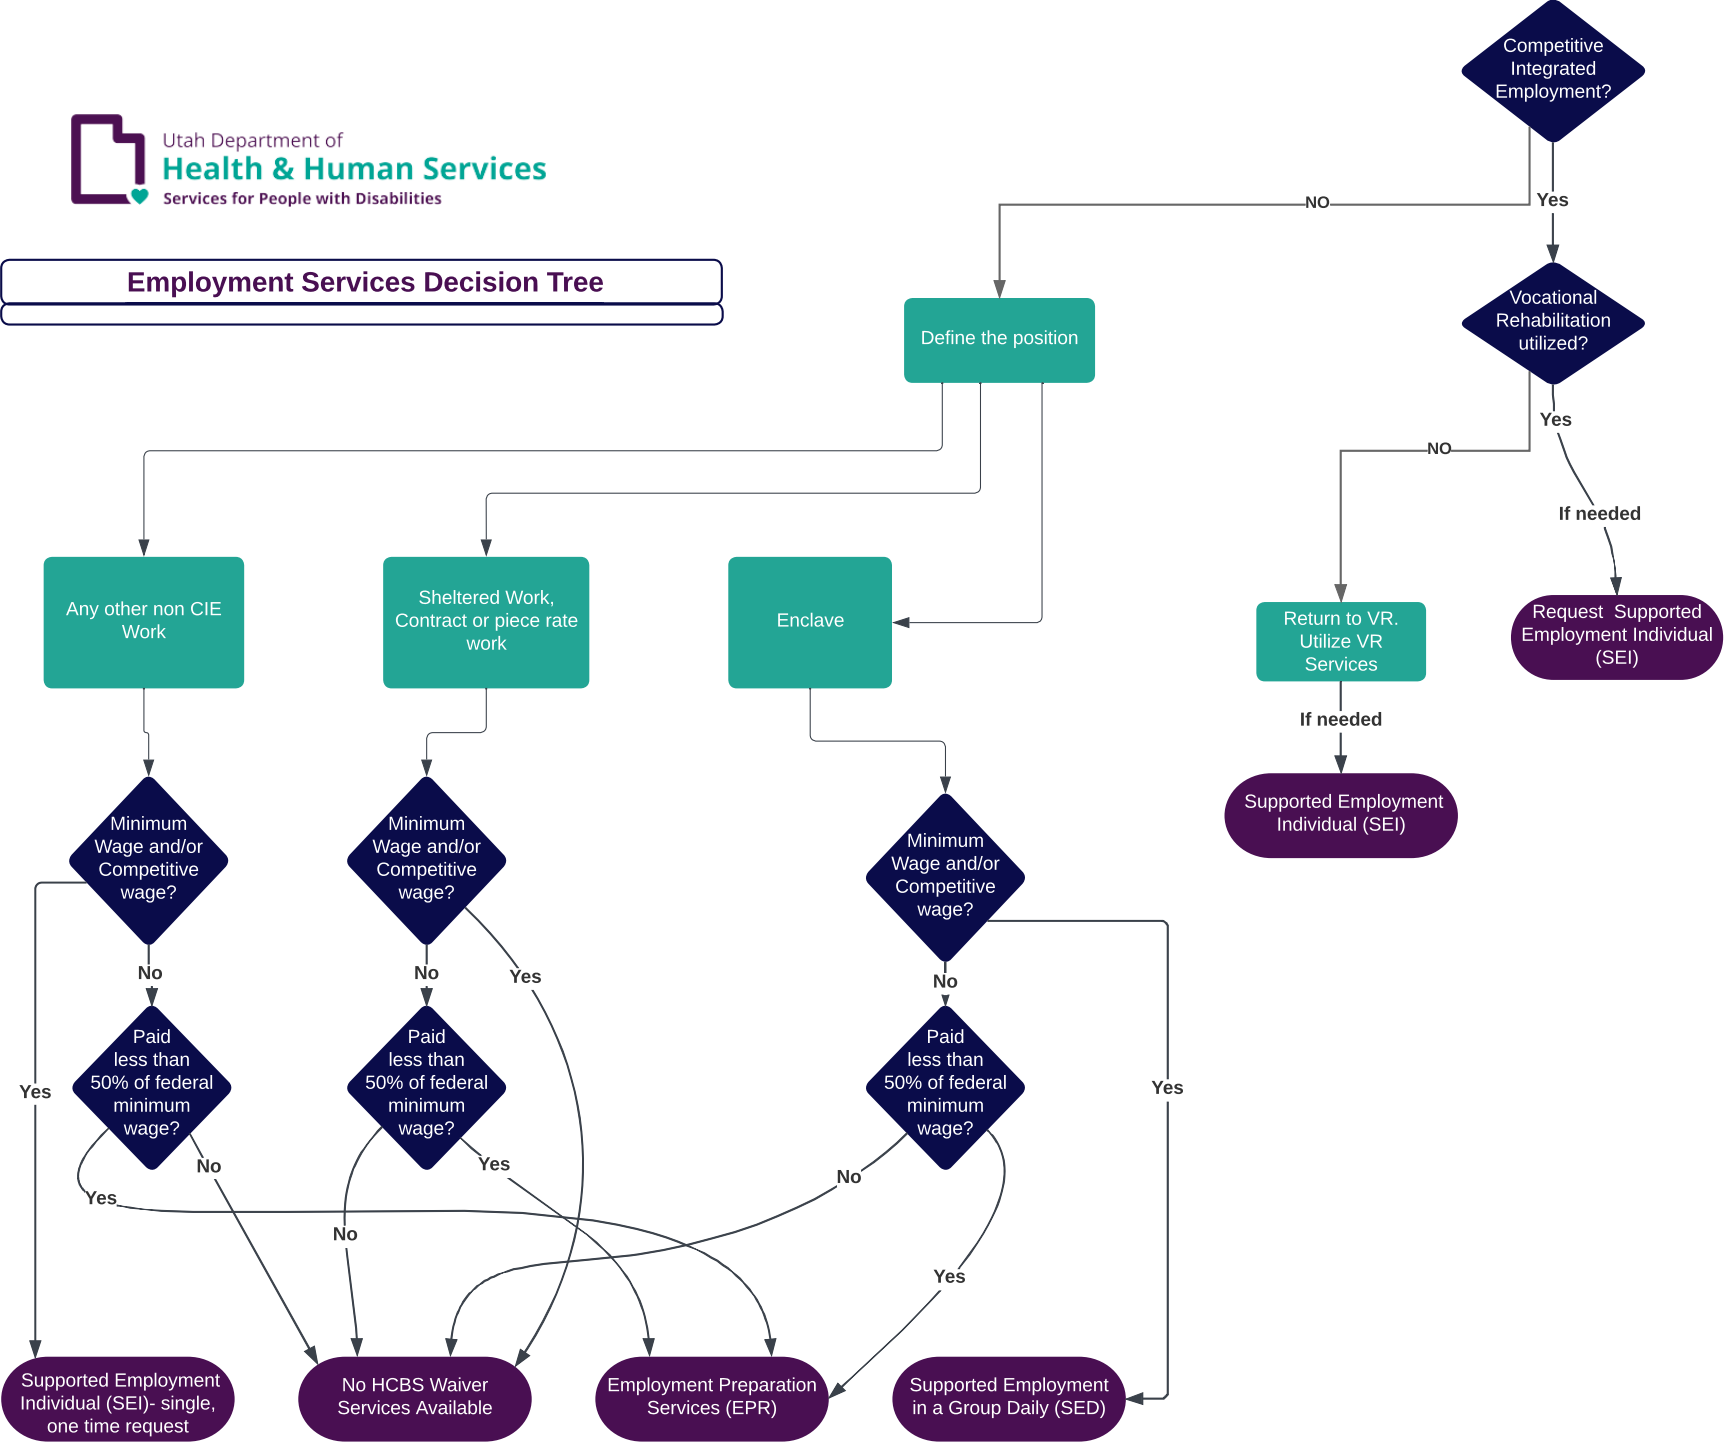 Competitive
Integrated
Employment?
Utah Department of
Health & Human Services
Services for People with Disabilities
NO
Yes
Employment Services Decision Tree
Vocational
Rehabilitation
utilized?
Define the position
Yes
NO
If needed
Any other non CIE
Work
Sheltered Work,
Contract or piece rate
work
Enclave
Return to VR.
Utilize VR
Services
Request  Supported
Employment Individual
(SEI)
If needed
Supported Employment
Individual (SEI)
Minimum
Wage and/or
Competitive
wage?
Minimum
Wage and/or
Competitive
wage?
Minimum
Wage and/or
Competitive
wage?
No
No
Yes
No
Paid
less than
50% of federal
minimum
wage?
Paid
less than
50% of federal
minimum
wage?
Paid
less than
50% of federal
minimum
wage?
Yes
Yes
Yes
No
No
Yes
No
Yes
Yes
Supported Employment
Individual (SEI)- single,
one time request
No HCBS Waiver
Services Available
Employment Preparation
Services (EPR)
Supported Employment
in a Group Daily (SED)